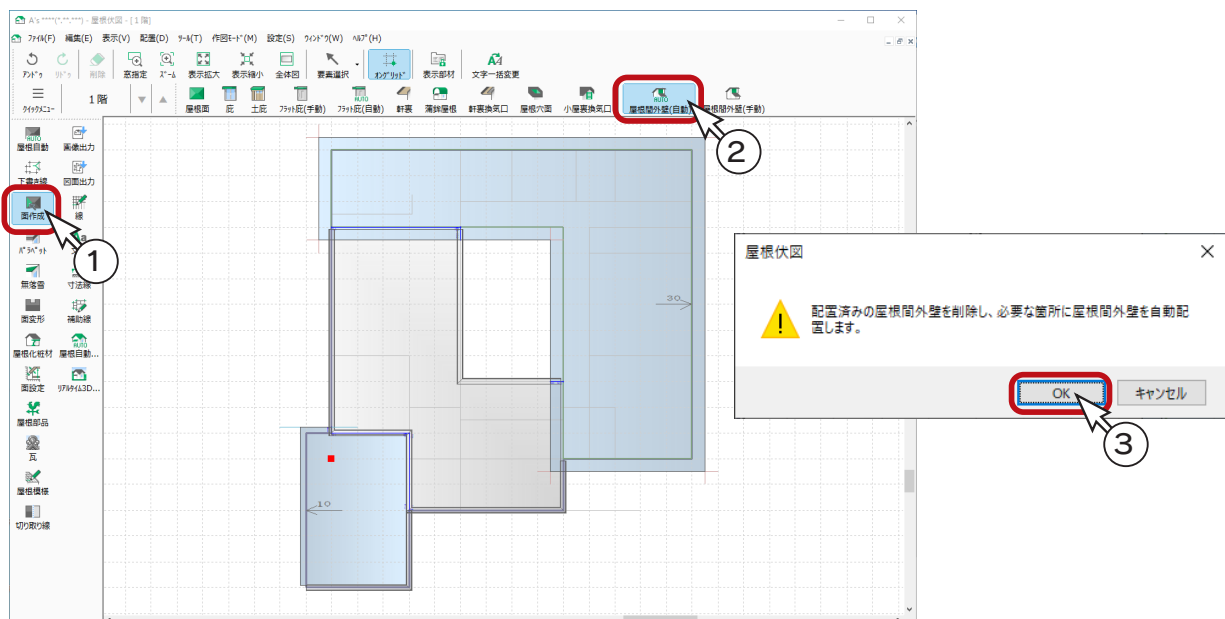 A's ****(*.**.***) - 屋根伏図 - [1 階]
ファイル(F) 編集(E) 表示(V) 配置(D) ツール(T) 作図モード(M) 設定(S) ウィンドウ(W) ヘルプ(H)
アンドゥ リドゥ 削除 窓指定 ズーム 表示拡大 表示縮小 全体図 要素選択 オングリッド 表示部材 文字一括変更
クイックメニュー 1 階 屋根面 庇 土庇 フラット庇(手動) フラット庇(自動) 軒裏 蒲鉾屋根 軒裏換気口 屋根穴面 小屋裏換気口 屋根間外壁(自動) 屋根間外壁(手動)
屋根自動 画像出力
下書き線 図面出力
面作成 線
パラペット
無落雪 寸法線
面変形 補助線
屋根化粧材 屋根自動...
面設定 リアルタイム3D...
屋根部品
瓦
屋根模様
切り取り線
1
2
30
10
屋根伏図
配置済みの屋根間外壁を削除し、必要な箇所に屋根間外壁を自動配
置します。
OK キャンセル
3